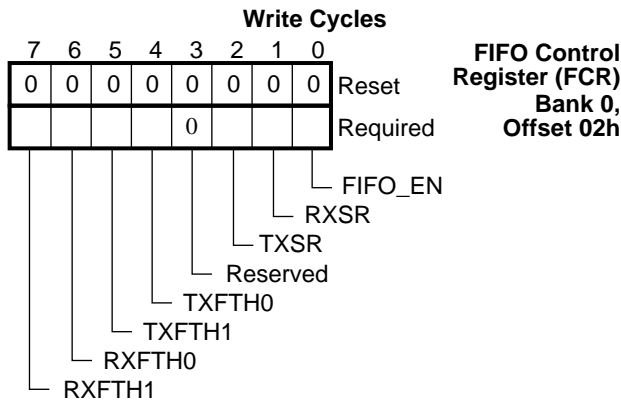 Write Cycles
7 6 5 4 3 2 1 0
FIFO Control
Register (FCR)
Bank 0,
Offset 02h
0 0 0 0 0 0 0 0 Reset
0 Required
FIFO_EN
RXSR
TXSR
Reserved
TXFTH0
TXFTH1
RXFTH0
RXFTH1